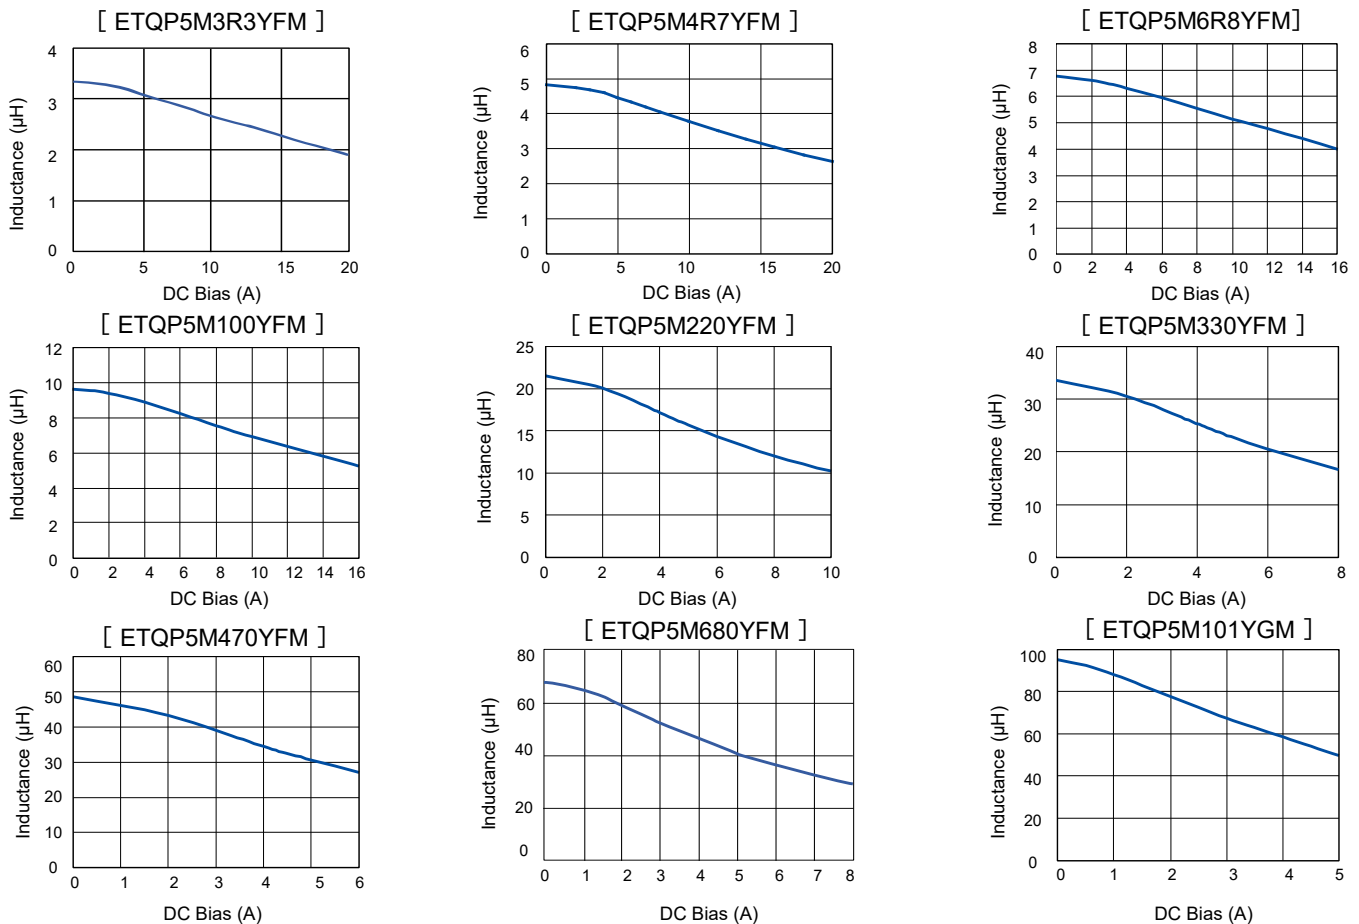 [ ETQP5M3R3YFM ]
Inductance (µH)
4
3
2
1
0
0 5 10 15 20
DC Bias (A)
[ ETQP5M4R7YFM ]
Inductance (µH)
6
5
4
3
2
1
0
0 5 10 15 20
DC Bias (A)
[ ETQP5M6R8YFM]
Inductance (µH)
8
7
6
5
4
3
2
1
0
0 2 4 6 8 10 12 14 16
DC Bias (A)
[ ETQP5M100YFM ]
Inductance (µH)
12
10
8
6
4
2
0
0 2 4 6 8 10 12 14 16
DC Bias (A)
[ ETQP5M220YFM ]
Inductance (µH)
25
20
15
10
5
0
0 2 4 6 8 10
DC Bias (A)
[ ETQP5M330YFM ]
Inductance (µH)
40
30
20
10
0
0 2 4 6 8
DC Bias (A)
[ ETQP5M470YFM ]
Inductance (µH)
60
50
40
30
20
10
0
0 1 2 3 4 5 6
DC Bias (A)
[ ETQP5M680YFM ]
Inductance (µH)
80
60
40
20
0
0 1 2 3 4 5 6 7 8
DC Bias (A)
[ ETQP5M101YGM ]
Inductance (µH)
100
80
60
40
20
0
0 1 2 3 4 5
DC Bias (A)